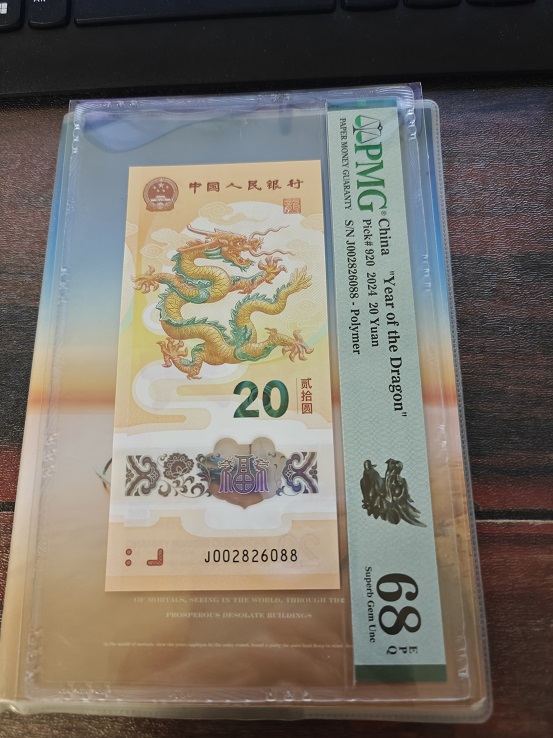 中国人民银行
20
贰拾圆
J002826088
PMG®
PAPER MONEY GUARANTY
China "Year of the Dragon"
Pick# 920 2024 20 Yuan
S/N J002826088 - Polymer
68 EPQ
Superb Gem Unc
OF MORTALS, SEEING IN THE WORLD, THROUGH THE
PROSPEROUS DESOLATE BUILDINGS